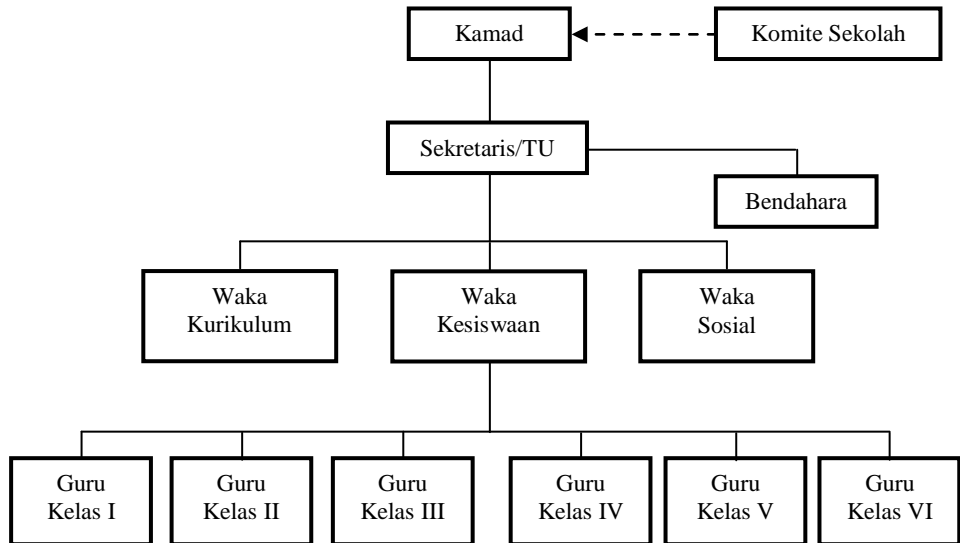 Kamad
Komite Sekolah
Sekretaris/TU
Bendahara
Waka
Kurikulum
Waka
Kesiswaan
Waka
Sosial
Guru
Kelas I
Guru
Kelas II
Guru
Kelas III
Guru
Kelas IV
Guru
Kelas V
Guru
Kelas VI